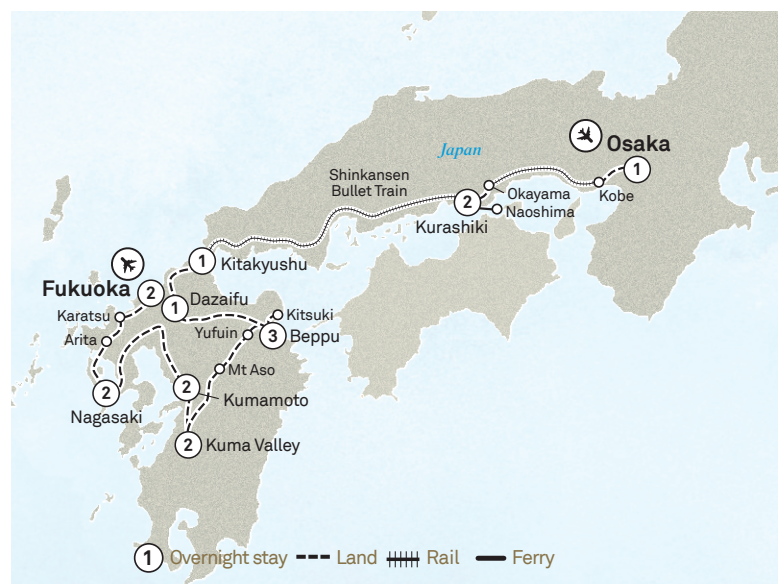 Osaka
Japan
1
Shinkansen
Bullet Train
Okayama
Kobe
2
Naoshima
Kurashiki
1
Kitakyushu
Fukuoka
2
Dazaifu
1
Karatsu
Kitsuki
Yufuin
3
Beppu
Arita
Mt Aso
2
Nagasaki
2
Kumamoto
2
Kuma Valley
1 Overnight stay Land Rail Ferry